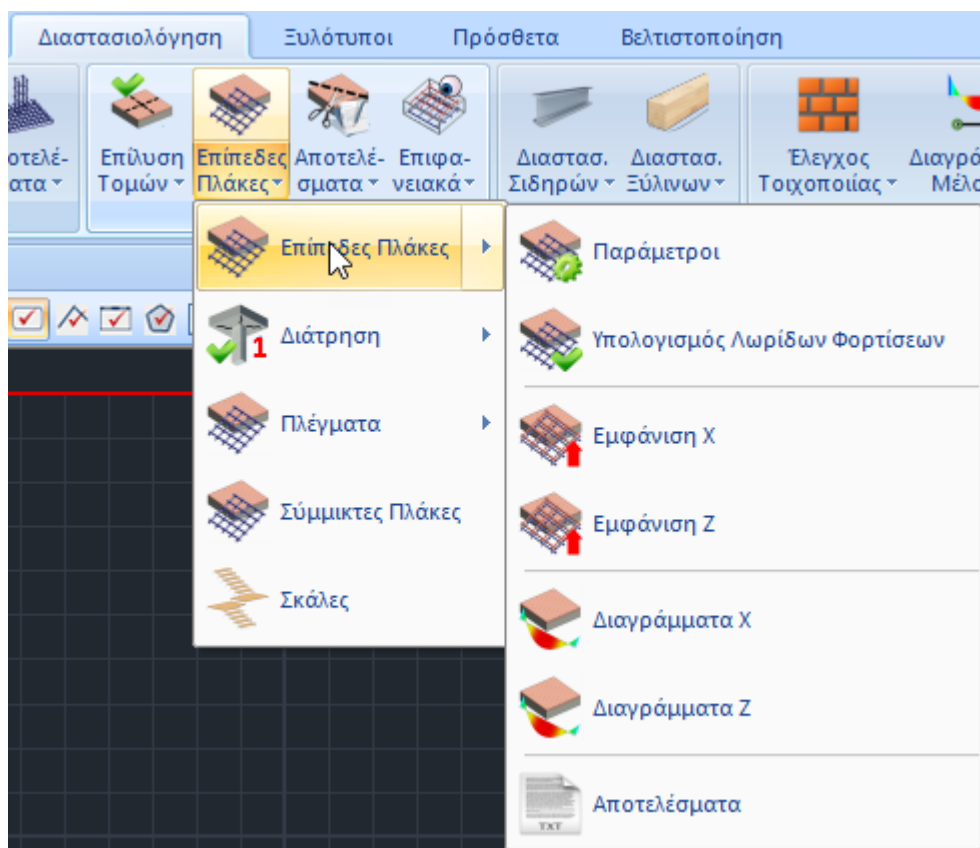 Διαστασιολόγηση Ξυλότυποι Πρόσθετα Βελτιστοποίηση
Επίλυση Τομών
Επίπεδες Πλάκες
Αποτελέ- σματα
Επιφα- νειακά
Διαστασ. Σιδηρών
Διαστασ. Ξύλινων
Έλεγχος Τοιχοποιίας
Επίπεδες Πλάκες
Διάτρηση
1
Πλέγματα
Σύμμικτες Πλάκες
Σκάλες
Παράμετροι
Υπολογισμός Λωρίδων Φορτίσεων
Εμφάνιση X
Εμφάνιση Z
Διαγράμματα X
Διαγράμματα Z
Αποτελέσματα
TXT